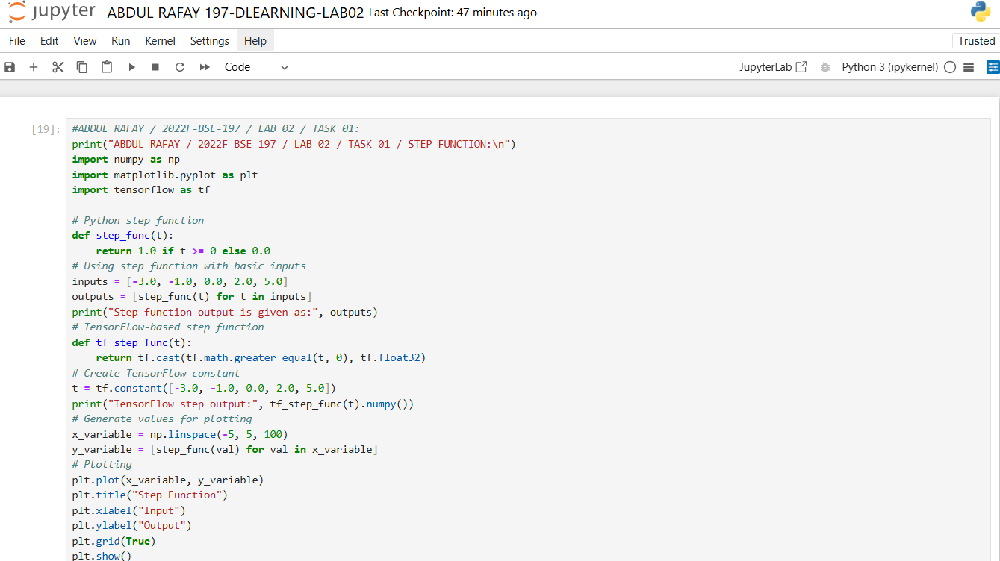 jupyter ABDUL RAFAY 197-DLEARNING-LAB02 Last Checkpoint: 47 minutes ago
File Edit View Run Kernel Settings Help Trusted
Code JupyterLab Python 3 (ipykernel)
[19]: #ABDUL RAFAY / 2022F-BSE-197 / LAB 02 / TASK 01:
print("ABDUL RAFAY / 2022F-BSE-197 / LAB 02 / TASK 01 / STEP FUNCTION:\n")
import numpy as np
import matplotlib.pyplot as plt
import tensorflow as tf

# Python step function
def step_func(t):
    return 1.0 if t >= 0 else 0.0
# Using step function with basic inputs
inputs = [-3.0, -1.0, 0.0, 2.0, 5.0]
outputs = [step_func(t) for t in inputs]
print("Step function output is given as:", outputs)
# TensorFlow-based step function
def tf_step_func(t):
    return tf.cast(tf.math.greater_equal(t, 0), tf.float32)
# Create TensorFlow constant
t = tf.constant([-3.0, -1.0, 0.0, 2.0, 5.0])
print("TensorFlow step output:", tf_step_func(t).numpy())
# Generate values for plotting
x_variable = np.linspace(-5, 5, 100)
y_variable = [step_func(val) for val in x_variable]
# Plotting
plt.plot(x_variable, y_variable)
plt.title("Step Function")
plt.xlabel("Input")
plt.ylabel("Output")
plt.grid(True)
plt.show()